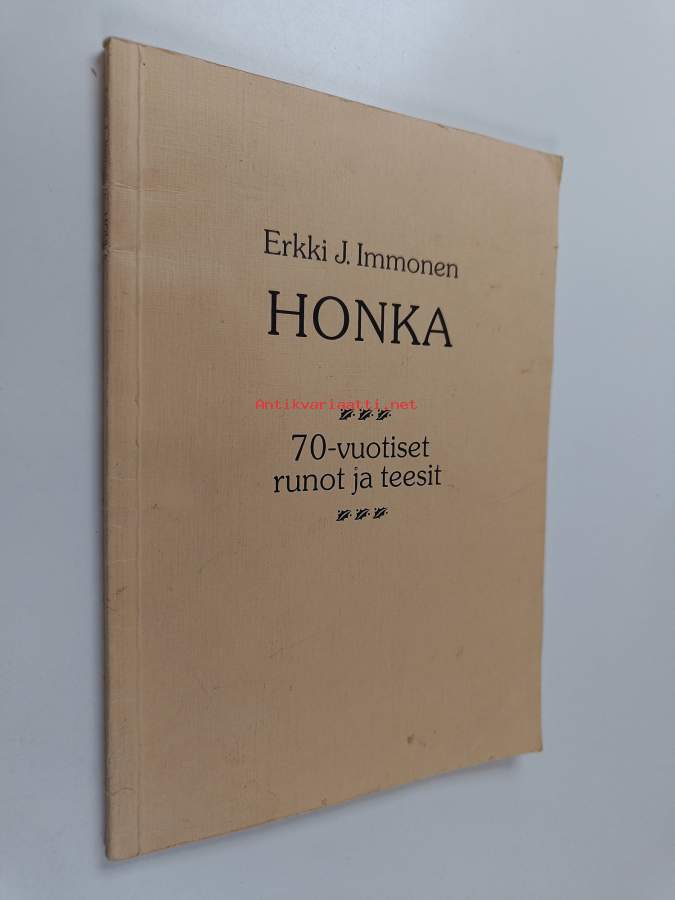 Erkki J. Immonen
HONKA
Antikvariaatti.net
70-vuotiset
runot ja teesit